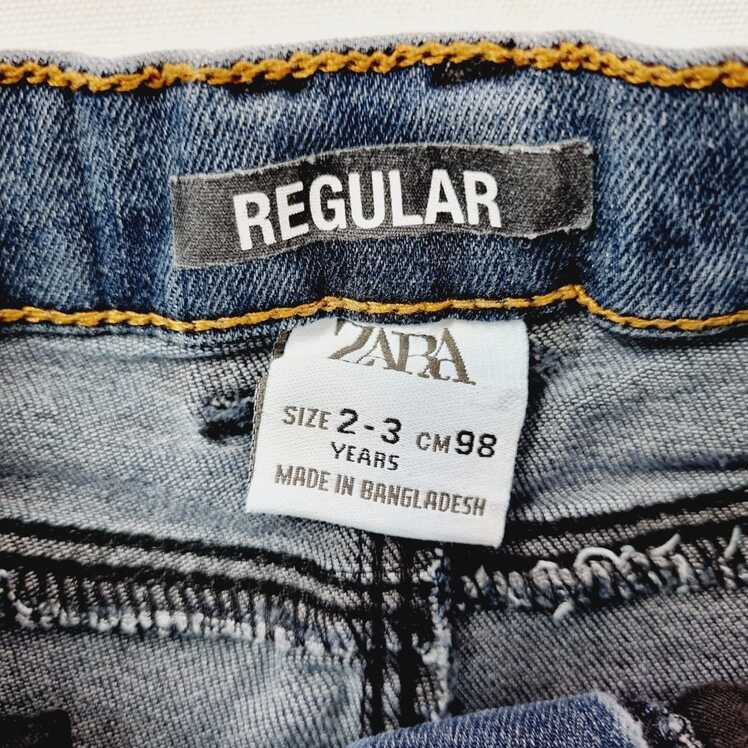 REGULAR
ZARA
SIZE 2-3 CM 98
YEARS
MADE IN BANGLADESH